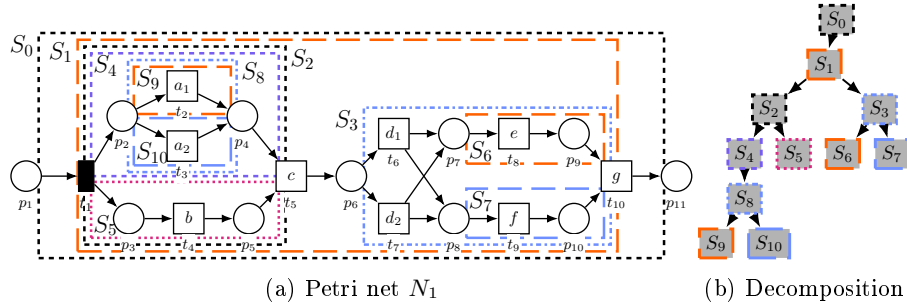 S0 S1 S2 S0
S4 S9 a1 S8 S1
t2 S3
p2 S10 a2 p4 d1 p7 e S6 p9 S2 S3
t3 t6 t8
c g S4 S5 S6 S7
p1 t1 t5 p6 S7 t10 p11
S5 b d2 f S8
p3 t4 p5 t7 p8 t9 p10 S9 S10
(a) Petri net N1 (b) Decomposition